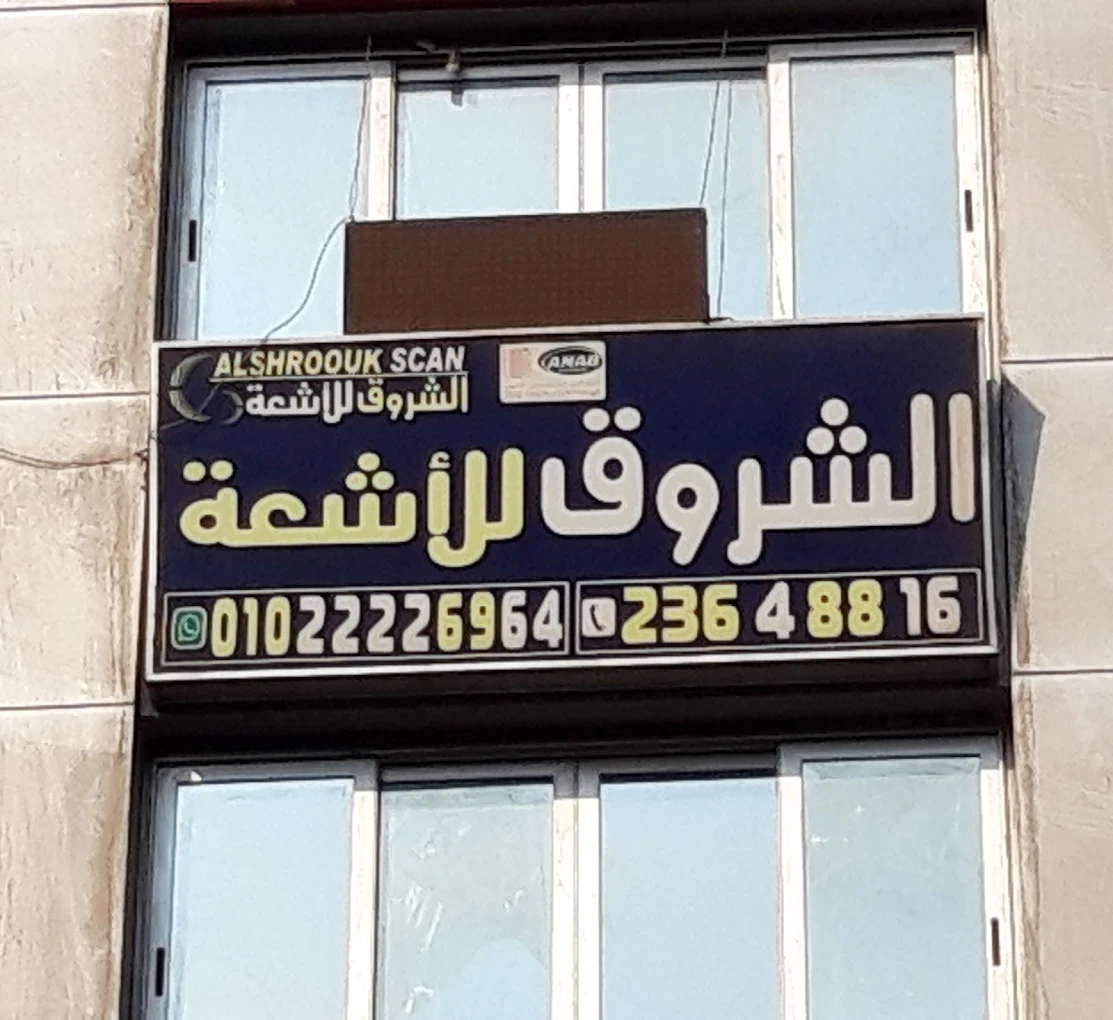 ALSHROOUK SCAN
الشروق للاشعة
ANAB
الشروق للأشعة
01022226964
236 4 88 16